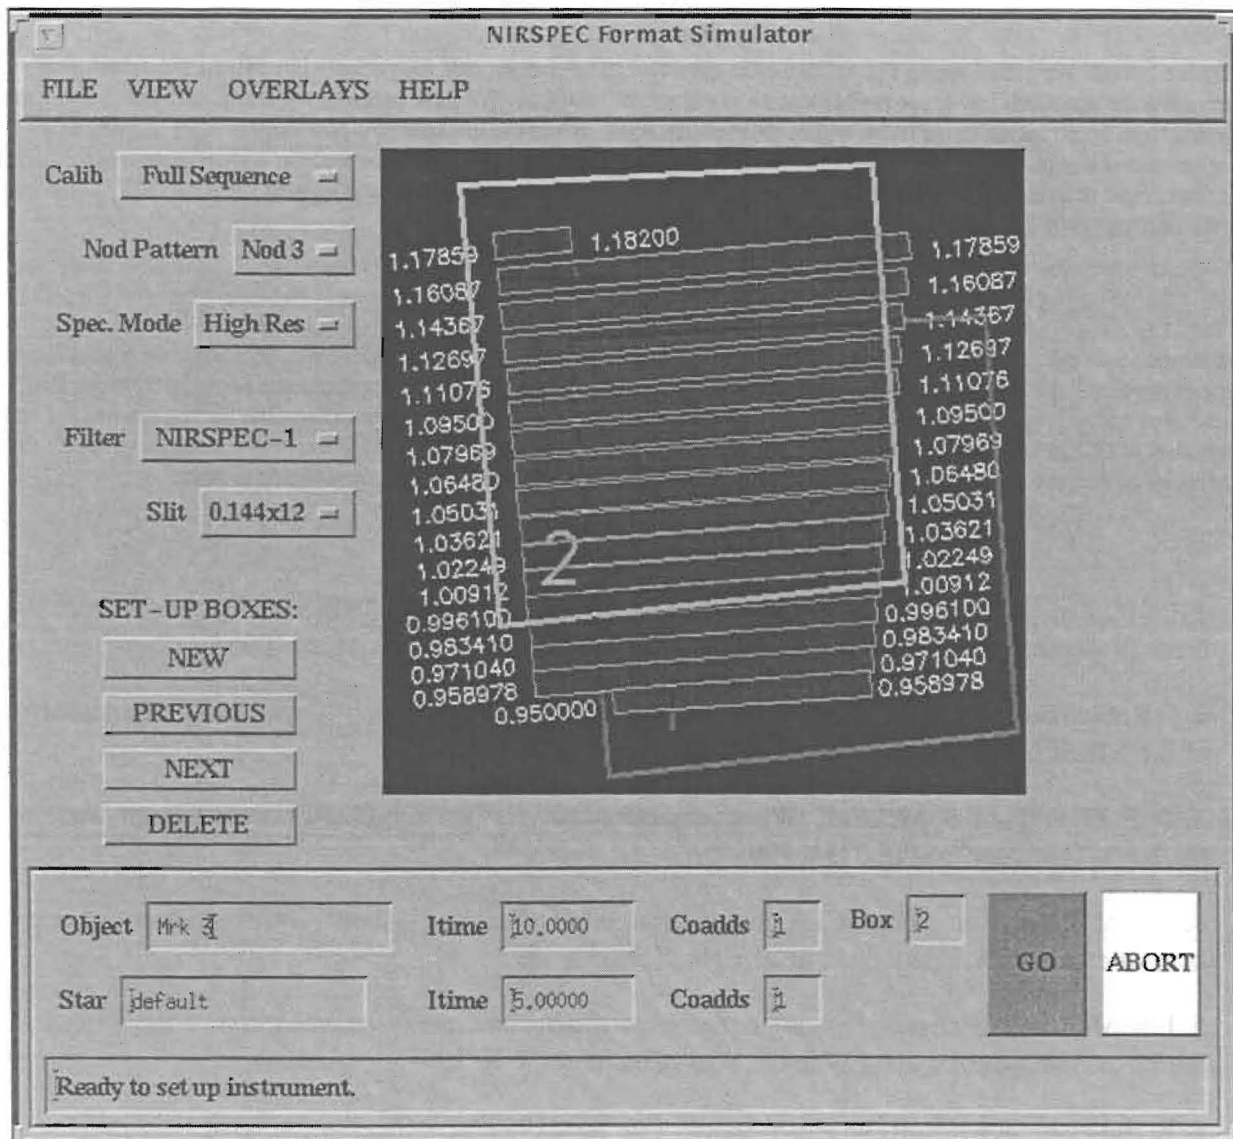 NIRSPEC Format Simulator
FILE VIEW OVERLAYS HELP
Calib Full Sequence
Nod Pattern Nod 3
Spec. Mode High Res
Filter NIRSPEC-1
Slit 0.144x12
SET-UP BOXES:
NEW
PREVIOUS
NEXT
DELETE
1.18200
1.17859 1.17859
1.16087 1.16087
1.14367 1.14367
1.12697 1.12697
1.11076 1.11076
1.09500 1.09500
1.07969 1.07969
1.06480 1.06480
1.05031 1.05031
1.03621 1.03621
1.02249 1.02249
1.00912 1.00912
0.996100 0.996100
0.983410 0.983410
0.971040 0.971040
0.958978 0.958978
0.950000
2
1
Object Mrk 3 Itime 10.0000 Coadds 1 Box 2
GO ABORT
Star default Itime 5.00000 Coadds 1
Ready to set up instrument.